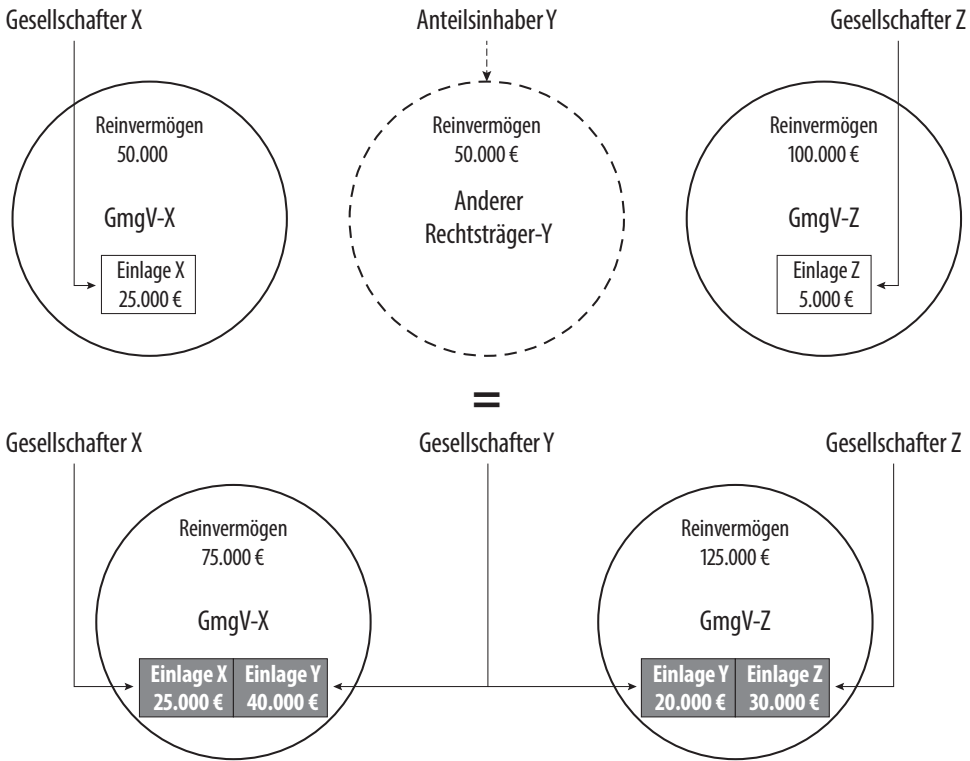 Gesellschafter X
Anteilsinhaber Y
Gesellschafter Z
Reinvermögen
50.000
GmgV-X
Einlage X
25.000 €
Reinvermögen
50.000 €
Anderer
Rechtsträger-Y
Reinvermögen
100.000 €
GmgV-Z
Einlage Z
5.000 €
=
Gesellschafter X
Gesellschafter Y
Gesellschafter Z
Reinvermögen
75.000 €
GmgV-X
Einlage X
25.000 €
Einlage Y
40.000 €
Reinvermögen
125.000 €
GmgV-Z
Einlage Y
20.000 €
Einlage Z
30.000 €